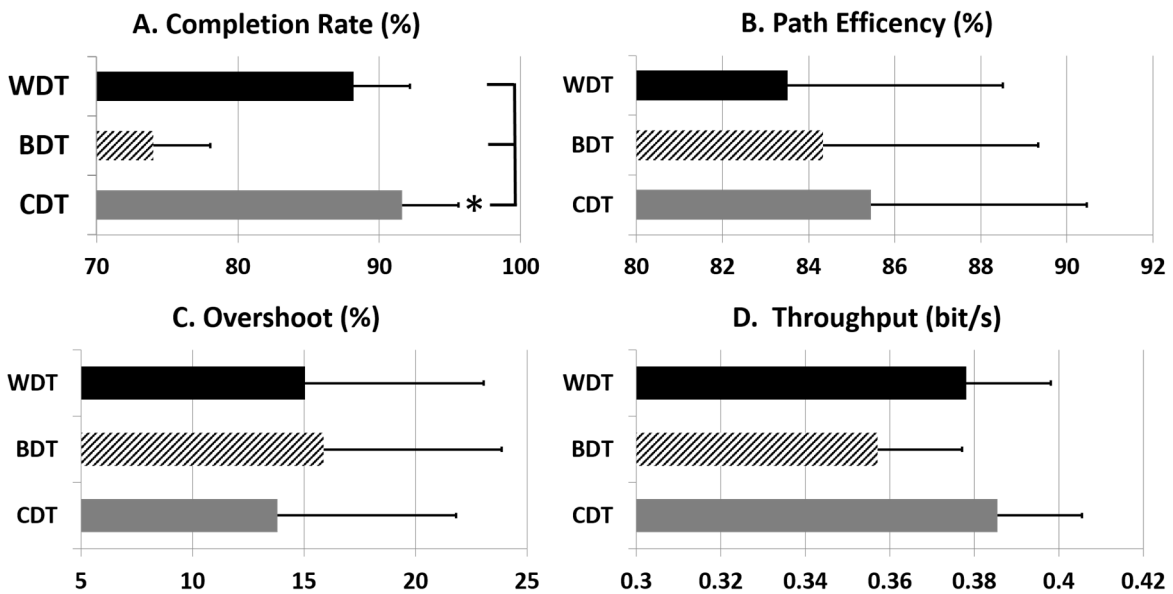 A. Completion Rate (%)
WDT
BDT
CDT
*
70 80 90 100
B. Path Efficency (%)
WDT
BDT
CDT
80 82 84 86 88 90 92
C. Overshoot (%)
WDT
BDT
CDT
5 10 15 20 25
D. Throughput (bit/s)
WDT
BDT
CDT
0.3 0.32 0.34 0.36 0.38 0.4 0.42